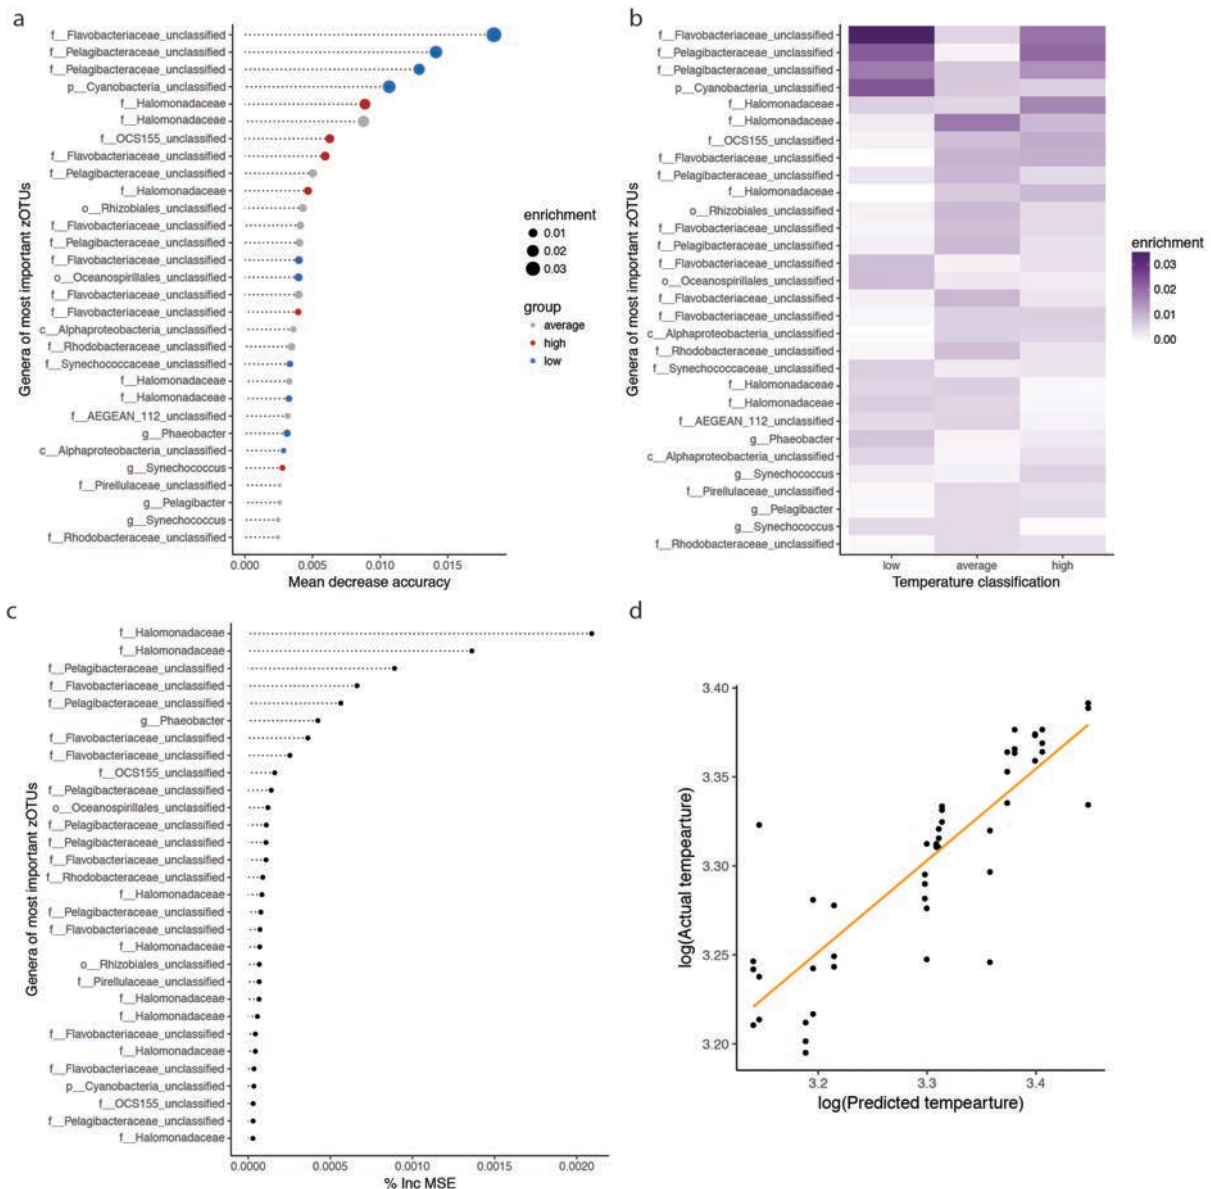 a
f__Flavobacteriaceae_unclassified
f__Pelagibacteraceae_unclassified
f__Pelagibacteraceae_unclassified
p__Cyanobacteria_unclassified
f__Halomonadaceae
f__Halomonadaceae
f__OCS155_unclassified
f__Flavobacteriaceae_unclassified
f__Pelagibacteraceae_unclassified
f__Halomonadaceae
o__Rhizobiales_unclassified
f__Flavobacteriaceae_unclassified
f__Pelagibacteraceae_unclassified
f__Flavobacteriaceae_unclassified
o__Oceanospirillales_unclassified
f__Flavobacteriaceae_unclassified
f__Flavobacteriaceae_unclassified
c__Alphaproteobacteria_unclassified
f__Rhodobacteraceae_unclassified
f__Synechococcaceae_unclassified
f__Halomonadaceae
f__Halomonadaceae
f__AEGEAN_112_unclassified
g__Phaeobacter
c__Alphaproteobacteria_unclassified
g__Synechococcus
f__Pirellulaceae_unclassified
g__Pelagibacter
g__Synechococcus
f__Rhodobacteraceae_unclassified
Genera of most important zOTUs
0.000 0.005 0.010 0.015
Mean decrease accuracy
enrichment
0.01
0.02
0.03
group
average
high
low
b
f__Flavobacteriaceae_unclassified
f__Pelagibacteraceae_unclassified
f__Pelagibacteraceae_unclassified
p__Cyanobacteria_unclassified
f__Halomonadaceae
f__Halomonadaceae
f__OCS155_unclassified
f__Flavobacteriaceae_unclassified
f__Pelagibacteraceae_unclassified
f__Halomonadaceae
o__Rhizobiales_unclassified
f__Flavobacteriaceae_unclassified
f__Pelagibacteraceae_unclassified
f__Flavobacteriaceae_unclassified
o__Oceanospirillales_unclassified
f__Flavobacteriaceae_unclassified
f__Flavobacteriaceae_unclassified
c__Alphaproteobacteria_unclassified
f__Rhodobacteraceae_unclassified
f__Synechococcaceae_unclassified
f__Halomonadaceae
f__Halomonadaceae
f__AEGEAN_112_unclassified
g__Phaeobacter
c__Alphaproteobacteria_unclassified
g__Synechococcus
f__Pirellulaceae_unclassified
g__Pelagibacter
g__Synechococcus
f__Rhodobacteraceae_unclassified
Genera of most important zOTUs
low average high
Temperature classification
enrichment
0.03
0.02
0.01
0.00
c
f__Halomonadaceae
f__Halomonadaceae
f__Pelagibacteraceae_unclassified
f__Flavobacteriaceae_unclassified
f__Pelagibacteraceae_unclassified
g__Phaeobacter
f__Flavobacteriaceae_unclassified
f__Flavobacteriaceae_unclassified
f__OCS155_unclassified
f__Pelagibacteraceae_unclassified
o__Oceanospirillales_unclassified
f__Pelagibacteraceae_unclassified
f__Pelagibacteraceae_unclassified
f__Flavobacteriaceae_unclassified
f__Rhodobacteraceae_unclassified
f__Halomonadaceae
f__Pelagibacteraceae_unclassified
f__Flavobacteriaceae_unclassified
f__Halomonadaceae
o__Rhizobiales_unclassified
f__Pirellulaceae_unclassified
f__Halomonadaceae
f__Halomonadaceae
f__Flavobacteriaceae_unclassified
f__Halomonadaceae
f__Flavobacteriaceae_unclassified
p__Cyanobacteria_unclassified
f__OCS155_unclassified
f__Pelagibacteraceae_unclassified
f__Halomonadaceae
Genera of most important zOTUs
0.0000 0.0005 0.0010 0.0015 0.0020
% Inc MSE
d
3.40
3.35
3.30
3.25
3.20
log(Actual tempearture)
3.2 3.3 3.4
log(Predicted tempearture)